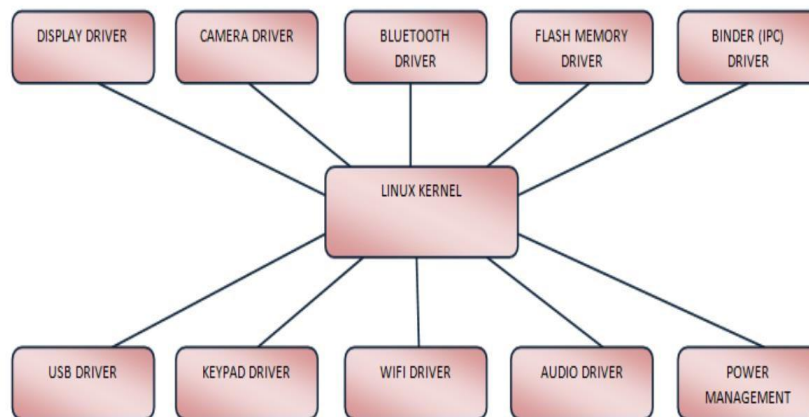 DISPLAY DRIVER
CAMERA DRIVER
BLUETOOTH
DRIVER
FLASH MEMORY
DRIVER
BINDER (IPC)
DRIVER
LINUX KERNEL
USB DRIVER
KEYPAD DRIVER
WIFI DRIVER
AUDIO DRIVER
POWER
MANAGEMENT